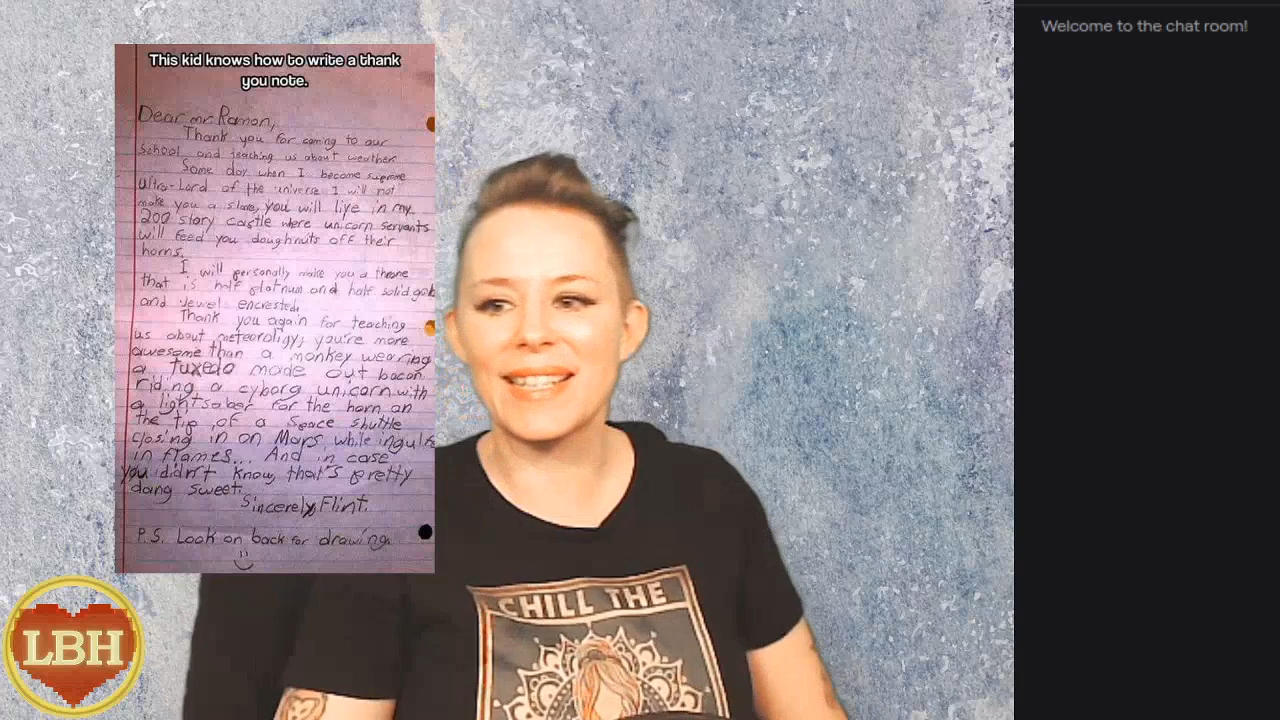 This kid knows how to write a thank
you note.
Dear mr Ramon,
Thank you for coming to our
school and teaching us about weather
Some day when I become supreme
Ultra-Lord of the universe I will not
make you a slave, you will live in my
200 story castle where unicorn servants
will feed you doughnuts off their
horns.
I will personally make you a throne
that is half platnum and half solid gold
and jewel encrested.
Thank you again for teaching
us about meteoroligy, you're more
awesome than a monkey wearing
a tuxedo made out bacon
riding a cyborg unicorn with
a lightsaber for the horn on
the tip of a space shuttle
closing in on Mars while ingulfed
in flames... And in case
you didn't know, that's pretty
dang sweet.
Sincerely, Flint.
P.S. Look on back for drawing.
LBH
CHILL THE
Welcome to the chat room!